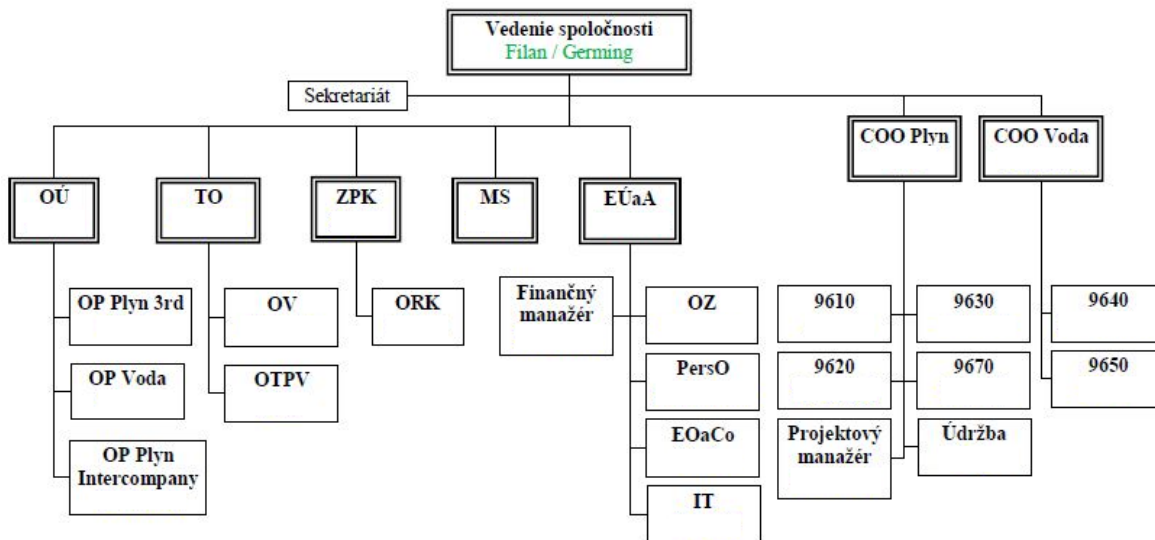 Vedenie spoločnosti
Filan / Germing
Sekretariát
COO Plyn
COO Voda
OÚ
TO
ZPK
MS
EÚaA
OP Plyn 3rd
OV
ORK
Finančný
manažér
OZ
9610
9630
9640
OP Voda
OTPV
PersO
9620
9670
9650
OP Plyn
Intercompany
EOaCo
Projektový
manažér
Údržba
IT